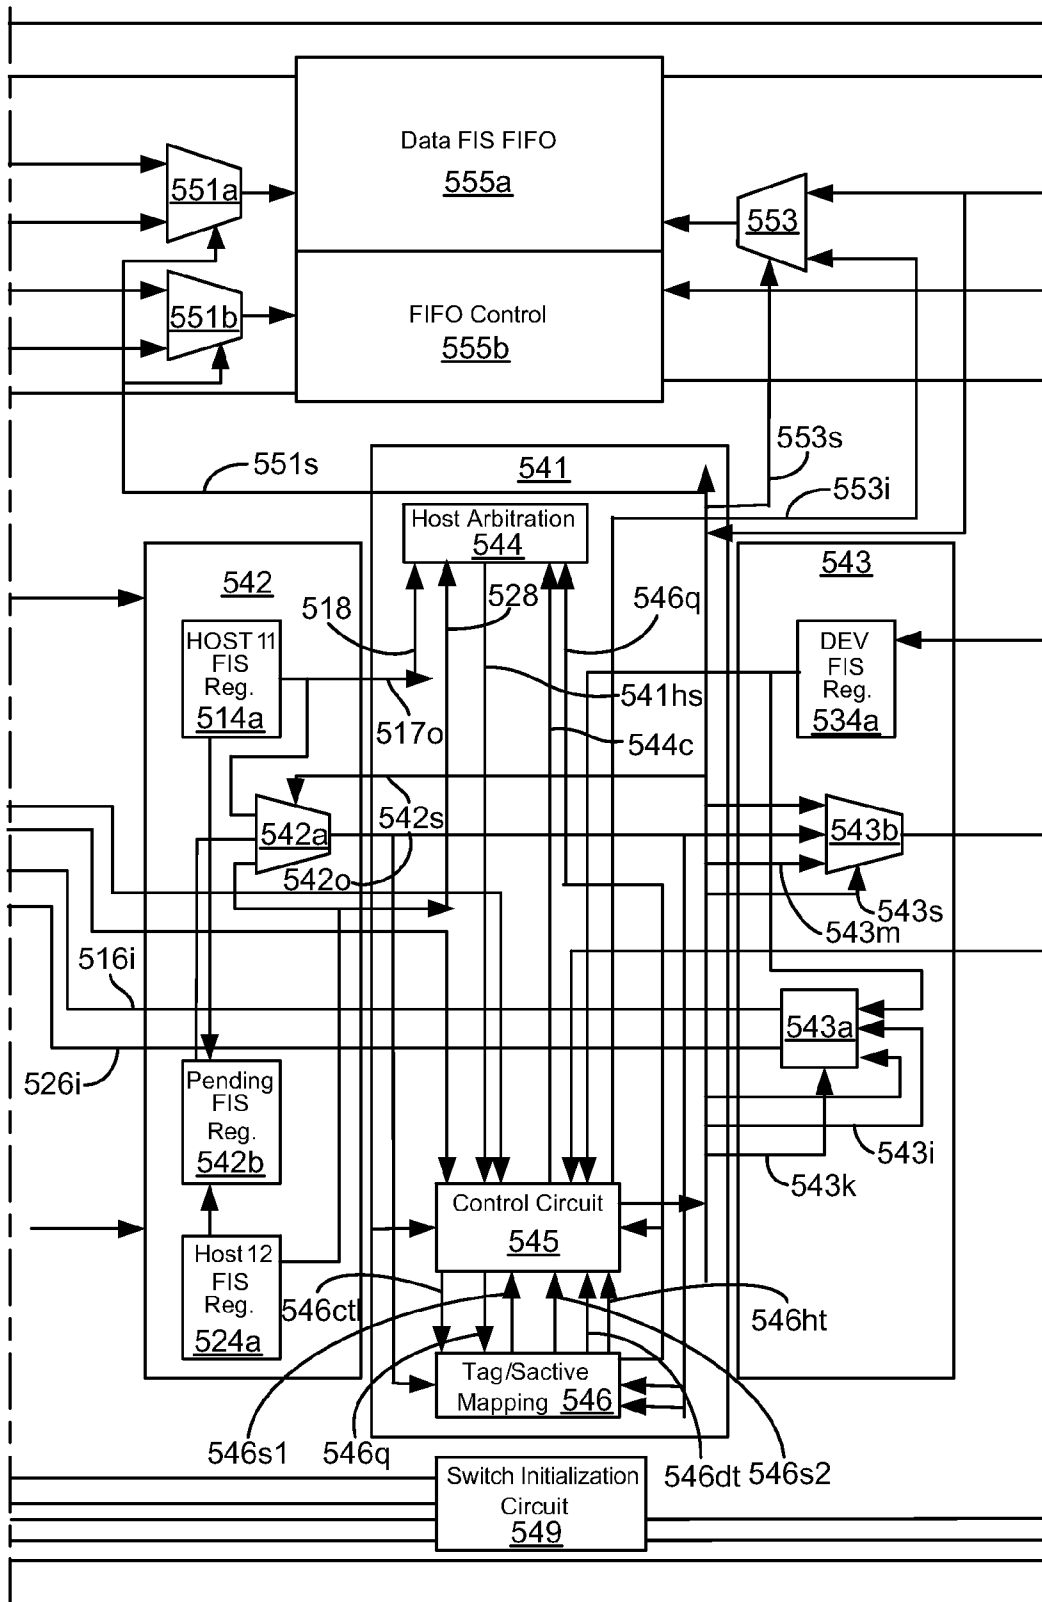 Data FIS FIFO
555a
551a
553
551b
FIFO Control
555b
551s
541
553s
553i
Host Arbitration
544
542
543
518
528
546q
HOST 11
FIS
Reg.
514a
DEV
FIS
Reg.
534a
541hs
517o
544c
542s
542a
543b
542o
543s
543m
516i
543a
526i
Pending
FIS
Reg.
542b
543i
543k
Control Circuit
545
Host 12
FIS
Reg.
524a
546ctl
546ht
Tag/Sactive
Mapping 546
546s1
546q
546dt
546s2
Switch Initialization
Circuit
549